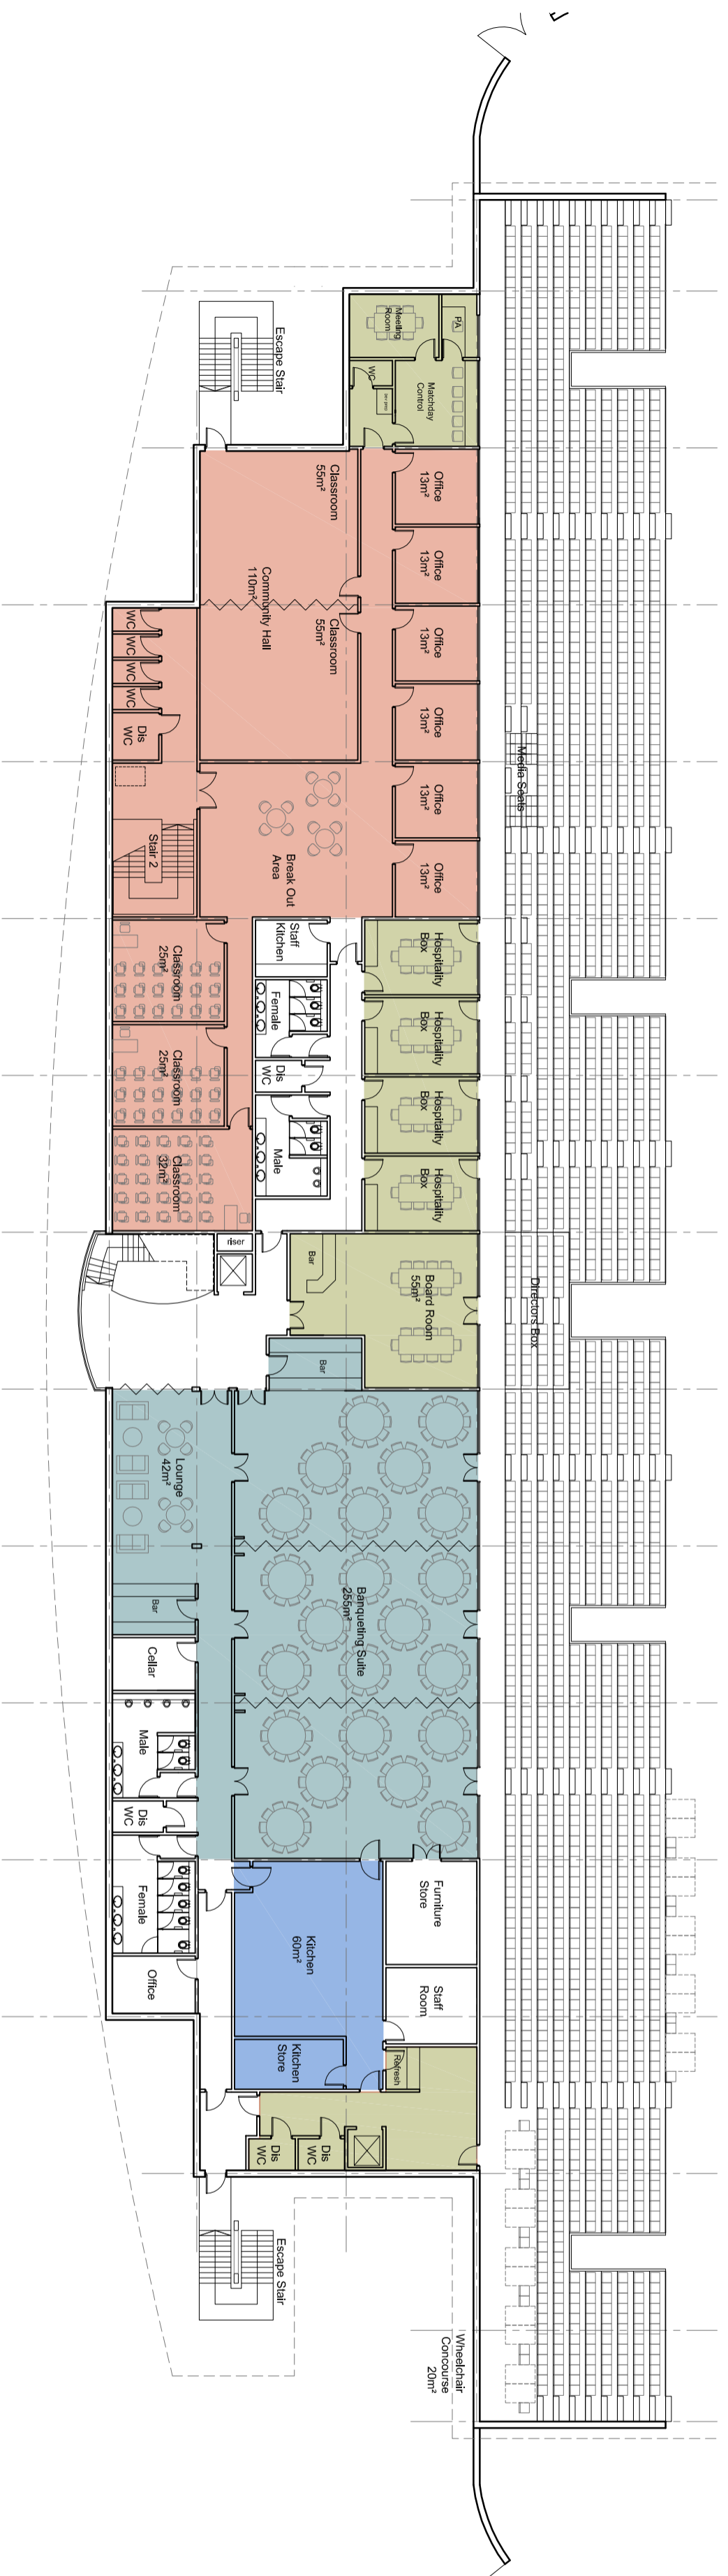 Escape Stair
Meeting
Room
PA
WC
Matchday
Control
Classroom
55m²
Community Hall
110m²
Classroom
55m²
Office
13m²
Office
13m²
Office
13m²
Office
13m²
Office
13m²
Office
13m²
WC
WC
WC
WC
Dis
WC
Stair 2
Break Out
Area
Media Seats
Classroom
25m²
Classroom
25m²
Classroom
32m²
Staff
Kitchen
Female
Dis
WC
Male
Hospitality
Box
Hospitality
Box
Hospitality
Box
Hospitality
Box
riser
Bar
Board Room
55m²
Directors Box
Bar
Lounge
42m²
Bar
Banqueting Suite
255m²
Cellar
Male
Dis
WC
Female
Office
Kitchen
60m²
Furniture
Store
Staff
Room
Kitchen
Store
Refresh
Dis
WC
Dis
WC
Escape Stair
Wheelchair
Concourse
20m²